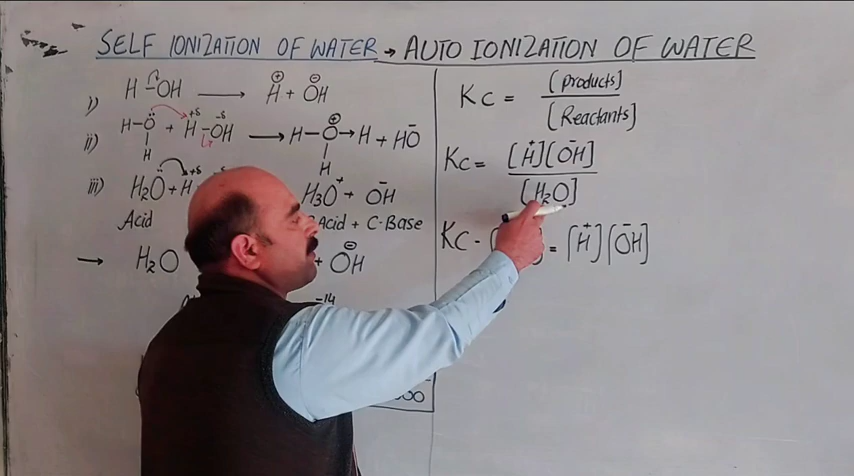 SELF IONIZATION OF WATER → AUTO IONIZATION OF WATER
i) H-OH → H⁺ + OH⁻
ii) H-Ö + H-OH → H-O⁺→H + HO⁻
H H
+δ -δ
iii) H₂Ö + H H₃O⁺ + OH⁻
Acid Acid + C-Base
→ H₂O + OH⁻
-14
Kc = [Products] / [Reactants]
Kc = [H⁺][OH⁻] / [H₂O]
Kc · [ ] = [H⁺][OH⁻]